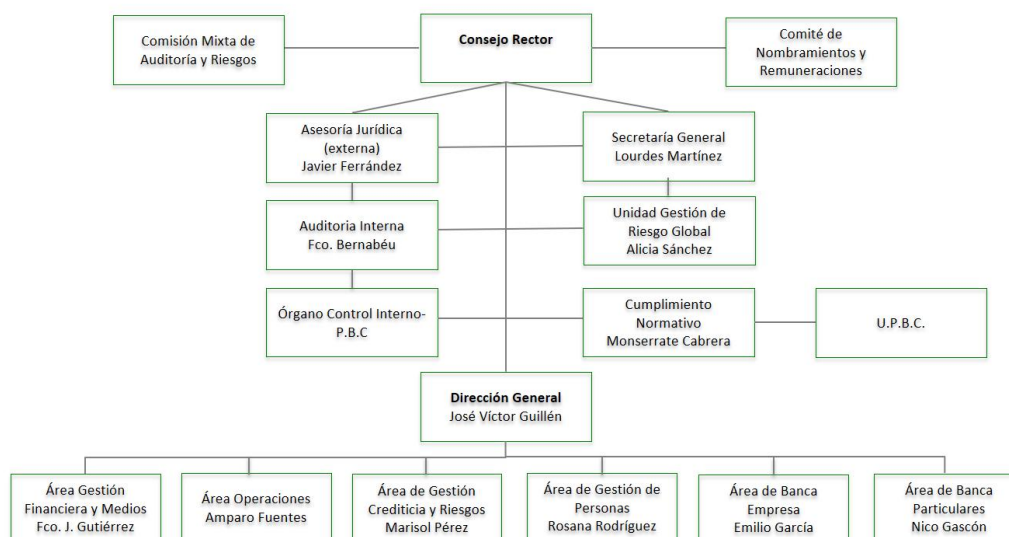 Comisión Mixta de
Auditoría y Riesgos
Consejo Rector
Comité de
Nombramientos y
Remuneraciones
Asesoría Jurídica
(externa)
Javier Ferrández
Secretaría General
Lourdes Martínez
Auditoria Interna
Fco. Bernabéu
Unidad Gestión de
Riesgo Global
Alicia Sánchez
Órgano Control Interno-
P.B.C
Cumplimiento
Normativo
Monserrate Cabrera
U.P.B.C.
Dirección General
José Víctor Guillén
Área Gestión
Financiera y Medios
Fco. J. Gutiérrez
Área Operaciones
Amparo Fuentes
Área de Gestión
Crediticia y Riesgos
Marisol Pérez
Área de Gestión de
Personas
Rosana Rodríguez
Área de Banca
Empresa
Emilio García
Área de Banca
Particulares
Nico Gascón